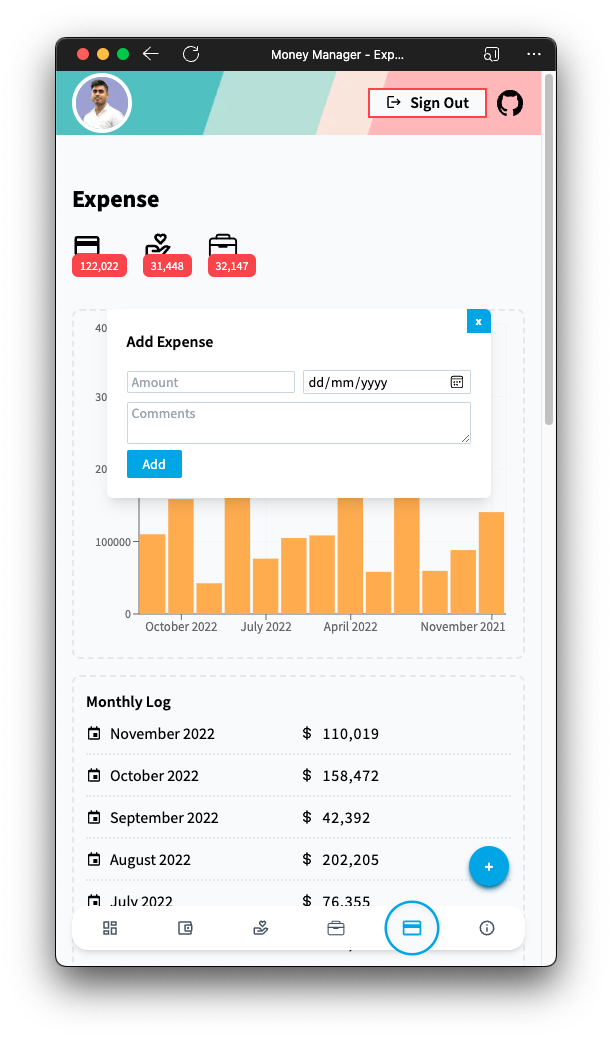 Money Manager - Exp...
Sign Out
Expense
122,022
31,448
32,147
x
Add Expense
Amount
dd/mm/yyyy
Comments
Add
40
30
20
100000
0
October 2022
July 2022
April 2022
November 2021
Monthly Log
November 2022 $ 110,019
October 2022 $ 158,472
September 2022 $ 42,392
August 2022 $ 202,205
+
July 2022 $ 76,355